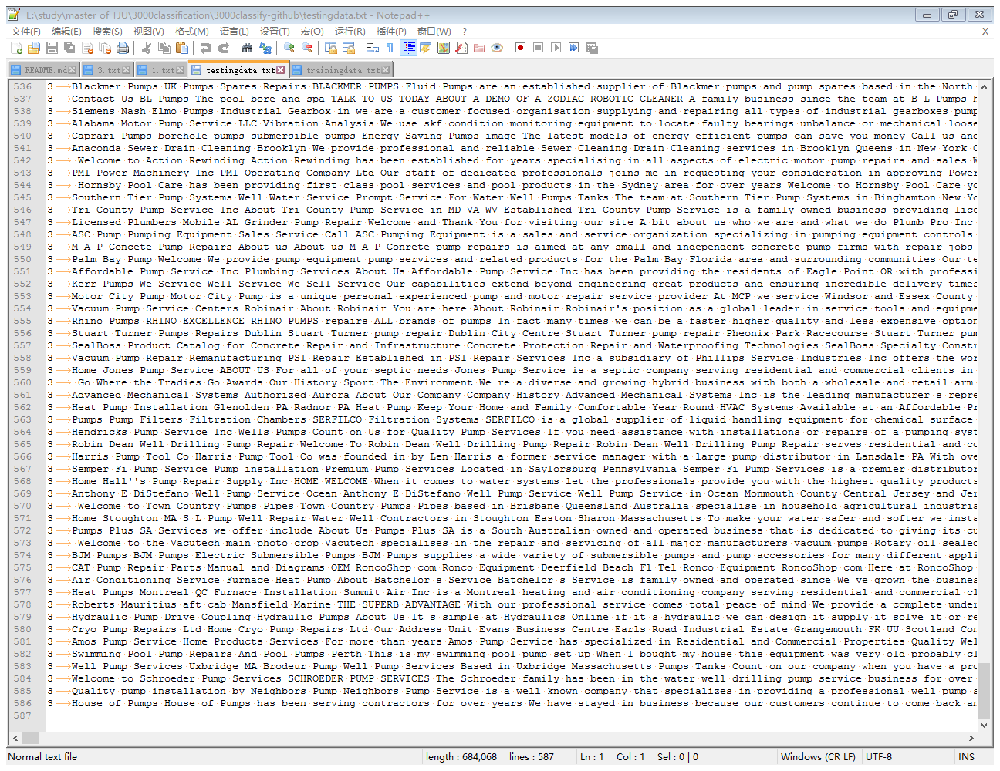 E:\study\master of TJU\3000classification\3000classify-github\testingdata.txt - Notepad++
文件(F) 编辑(E) 搜索(S) 视图(V) 格式(M) 语言(L) 设置(T) 宏(O) 运行(R) 插件(P) 窗口(W) ? X
README.md 3.txt 1.txt testingdata.txt trainingdata.txt
536 3 Blackmer Pumps UK Pumps Spares Repairs BLACKMER PUMPS Fluid Pumps are an established supplier of Blackmer pumps and pump spares based in the North
537 3 Contact Us BL Pumps The pool bore and spa TALK TO US TODAY ABOUT A DEMO OF A ZODIAC ROBOTIC CLEANER A family business since the team at B L Pumps
538 3 Siemens Nash Elmo Pumps Industrial Gearbox in we are a customer focused organisation supplying and repairing all types of industrial gearboxes pump
539 3 Alabama Motor Pump Service LLC Vibration Analysis We use skf condition monitoring equipment to locate faulty bearings unbalance or mechanical loose
540 3 Caprari Pumps borehole pumps submersible pumps Energy Saving Pumps image The latest models of energy efficient pumps can save you money Call us and
541 3 Anaconda Sewer Drain Cleaning Brooklyn We provide professional and reliable Sewer Cleaning Drain Cleaning services in Brooklyn Queens in New York
542 3 Welcome to Action Rewinding Action Rewinding has been established for years specialising in all aspects of electric motor pump repairs and sales
543 3 PMI Power Machinery Inc PMI Operating Company Ltd Our staff of dedicated professionals joins me in requesting your consideration in approving Power
544 3 Hornsby Pool Care has been providing first class pool services and pool products in the Sydney area for over years Welcome to Hornsby Pool Care yo
545 3 Southern Tier Pump Systems Well Water Service Prompt Service For Water Well Pumps Tanks The team at Southern Tier Pump Systems in Binghamton New Yo
546 3 Tri County Pump Service Inc About Tri County Pump Service in MD VA WV Established Tri County Pump Service is a family owned business providing lice
547 3 Licensed Plumbers Mobile AL Grinder Pump Repair Welcome and Thank You for visiting our site A bit about us who we are and what we do Plumb Pro Inc
548 3 ASC Pump Pumping Equipment Sales Service Call ASC Pumping Equipment is a sales and service organization specializing in pumping equipment controls
549 3 M A P Concete Pump Repairs About us About us M A P Conrete pump repairs is aimed at any small and independent concrete pump firms with repair jobs
550 3 Palm Bay Pump Welcome We provide pump equipment pump services and related products for the Palm Bay Florida area and surrounding communities Our te
551 3 Affordable Pump Service Inc Plumbing Services About Us Affordable Pump Service Inc has been providing the residents of Eagle Point OR with professi
552 3 Kerr Pumps We Service Well Service We Sell Service Our capabilities extend beyond engineering great products and ensuring incredible delivery times
553 3 Motor City Pump Motor City Pump is a unique personal experienced pump and motor repair service provider At MCP we service Windsor and Essex County
554 3 Vacuum Pump Service Centers Robinair About Robinair You are here About Robinair Robinair's position as a global leader in service tools and equipme
555 3 Rhino Pumps RHINO EXCELLENCE RHINO PUMPS repairs ALL brands of pumps In fact many times we can be a faster higher quality and less expensive option
556 3 Stuart Turner Pumps Repairs Dublin Stuart Turner pump repair Dublin City Centre Stuart Turner pump repair Pheonix Park Racecourse Stuart Turner pum
557 3 SealBoss Product Catalog for Concrete Repair and Infrastructure Concrete Protection Repair and Waterproofing Technologies SealBoss Specialty Constr
558 3 Vacuum Pump Repair Remanufacturing PSI Repair Established in PSI Repair Services Inc a subsidiary of Phillips Service Industries Inc offers the wor
559 3 Home Jones Pump Service ABOUT US For all of your septic needs Jones Pump Service is a septic company serving residential and commercial clients in
560 3 Go Where the Tradies Go Awards Our History Sport The Environment We re a diverse and growing hybrid business with both a wholesale and retail arm
561 3 Advanced Mechanical Systems Authorized Aurora About Our Company Company History Advanced Mechanical Systems Inc is the leading manufacturer s repre
562 3 Heat Pump Installation Glenolden PA Radnor PA Heat Pump Keep Your Home and Family Comfortable Year Round HVAC Systems Available at an Affordable Pr
563 3 Pumps Pump Filters Filtration Chambers SERFILCO Filtration Systems SERFILCO is a global supplier of liquid handling equipment for chemical surface
564 3 Hendricks Pump Service Inc Wells Pumps Count on Us for Quality Pump Services If you need assistance with installations or repairs of a pumping syst
565 3 Robin Dean Well Drilling Pump Repair Welcome To Robin Dean Well Drilling Pump Repair Robin Dean Well Drilling Pump Repair serves residential and co
566 3 Harris Pump Tool Co Harris Pump Tool Co was founded in by Len Harris a former service manager with a large pump distributor in Lansdale PA With ove
567 3 Semper Fi Pump Service Pump installation Premium Pump Services Located in Saylorsburg Pennsylvania Semper Fi Pump Services is a premier distributor
568 3 Home Hall''s Pump Repair Supply Inc HOME WELCOME When it comes to water systems let the professionals provide you with the highest quality products
569 3 Anthony E DiStefano Well Pump Service Ocean Anthony E DiStefano Well Pump Service Well Pump Service in Ocean Monmouth County Central Jersey and Jer
570 3 Welcome to Town Country Pumps Pipes Town Country Pumps Pipes based in Brisbane Queensland Australia specialise in household agricultural industria
571 3 Home Stoughton MA S L Pump Well Repair Water Well Contractors in Stoughton Easton Sharon Massachusetts To make your water safer and softer we insta
572 3 Pumps Plus SA Services we offer include About Us Pumps Plus SA is a South Australian owned and operated business that is dedicated to giving its cu
573 3 Welcome to the Vacutech main photo crop Vacutech specialises in the repair and servicing of all major manufacturers vacuum pumps Rotary oil sealed
574 3 BJM Pumps BJM Pumps Electric Submersible Pumps BJM Pumps supplies a wide variety of submersible pumps and pump accessories for many different appli
575 3 CAT Pump Repair Parts Manual and Diagrams OEM RoncoShop com Ronco Equipment Deerfield Beach Fl Tel Ronco Equipment RoncoShop com Here at RoncoShop
576 3 Air Conditioning Service Furnace Heat Pump About Batchelor s Service Batchelor s Service is family owned and operated since We ve grown the busines
577 3 Heat Pumps Montreal QC Furnace Installation Summit Air Inc is a Montreal heating and air conditioning company serving residential and commercial cl
578 3 Roberts Mauritius aft cab Mansfield Marine THE SUPERB ADVANTAGE With our professional service comes total peace of mind We provide a complete under
579 3 Hydraulic Pump Drive Coupling Hydraulic Pumps About Us It s simple at Hydraulics Online if it s hydraulic we can design it supply it solve it or re
580 3 Cryo Pump Repairs Ltd Home Cryo Pump Repairs Ltd Our Address Unit Evans Business Centre Earls Road Industrial Estate Grangemouth FK UU Scotland Con
581 3 Amos Pump Service Home Products Services For more than years Amos Pump Service has specialized in Residential and Commercial Properties Quality Wel
582 3 Swimming Pool Pump Repairs And Pool Pumps Perth This is my swimming pool pump set up When I bought my house this equipment was very old probably cl
583 3 Well Pump Services Uxbridge MA Brodeur Pump Well Pump Services Based in Uxbridge Massachusetts Pumps Tanks Count on our company when you have a pro
584 3 Welcome to Schroeder Pump Services SCHROEDER PUMP SERVICES The Schroeder family has been in the water well drilling pump service business for over
585 3 Quality pump installation by Neighbors Pump Neighbors Pump Service is a well known company that specializes in providing a professional well pump s
586 3 House of Pumps House of Pumps has been serving contractors for over years We have stayed in business because our customers continue to come back an
587
Normal text file length : 684,068 lines : 587 Ln : 1 Col : 1 Sel : 0 | 0 Windows (CR LF) UTF-8 INS